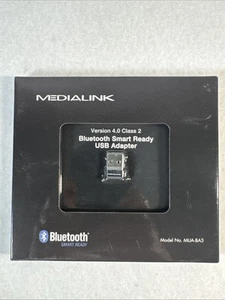 MEDIALINK
Version 4.0 Class 2
Bluetooth Smart Ready
USB Adapter
Bluetooth
SMART READY
Model No. MUA-BA3